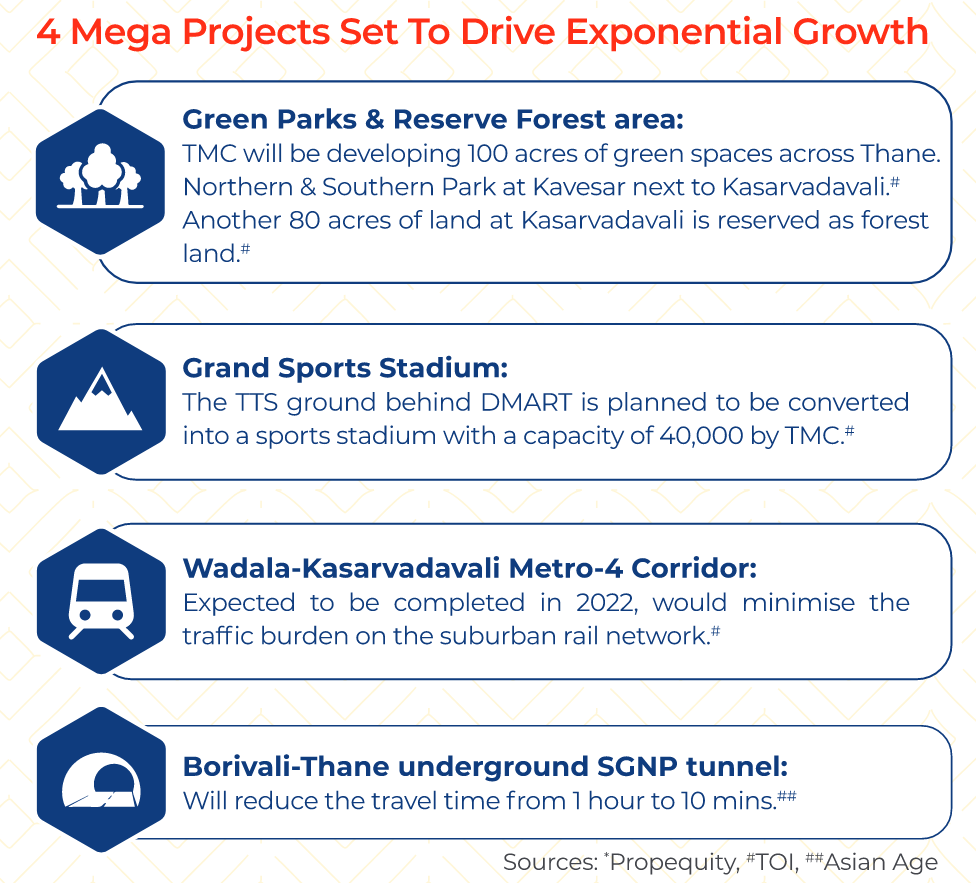 4 Mega Projects Set To Drive Exponential Growth
Green Parks & Reserve Forest area:
TMC will be developing 100 acres of green spaces across Thane.
Northern & Southern Park at Kavesar next to Kasarvadavali.#
Another 80 acres of land at Kasarvadavali is reserved as forest
land.#
Grand Sports Stadium:
The TTS ground behind DMART is planned to be converted
into a sports stadium with a capacity of 40,000 by TMC.#
Wadala-Kasarvadavali Metro-4 Corridor:
Expected to be completed in 2022, would minimise the
traffic burden on the suburban rail network.#
Borivali-Thane underground SGNP tunnel:
Will reduce the travel time from 1 hour to 10 mins.##
Sources: *Propequity, #TOI, ##Asian Age